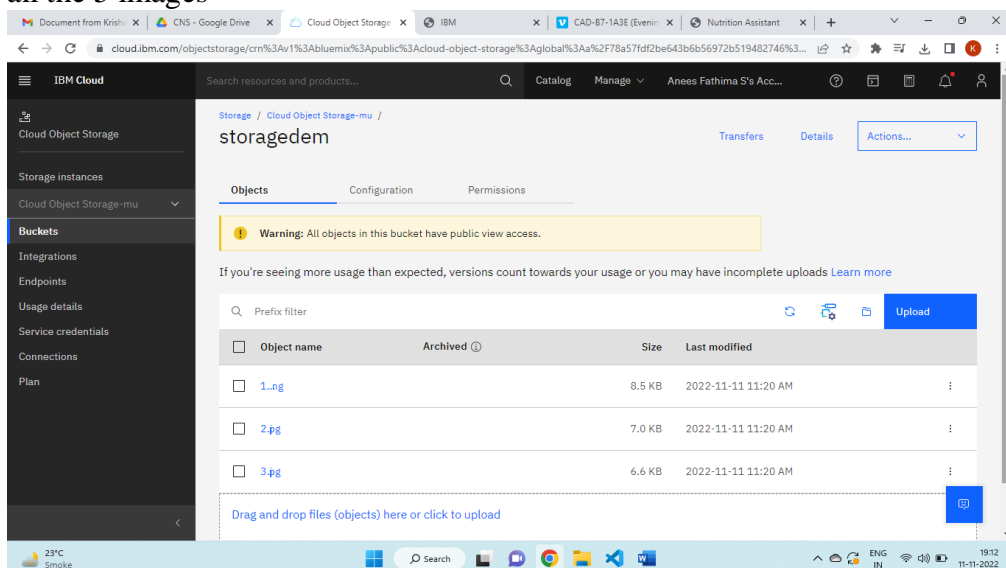 all the 5 images
Document from Krish
CNS - Google Drive
Cloud Object Storage
IBM
CAD-B7-1A3E (Evenin
Nutrition Assistant
cloud.ibm.com/objectstorage/crn%3Av1%3Abluemix%3Apublic%3Acloud-object-storage%3Aglobal%3Aa%2F78a57fdf2be643b6b56972b519482746%3...
K
IBM Cloud
Search resources and products...
Catalog
Manage
Anees Fathima S's Acc...
Cloud Object Storage
Storage instances
Cloud Object Storage-mu
Buckets
Integrations
Endpoints
Usage details
Service credentials
Connections
Plan
Storage / Cloud Object Storage-mu /
storagedem
Transfers
Details
Actions...
Objects
Configuration
Permissions
Warning: All objects in this bucket have public view access.
If you're seeing more usage than expected, versions count towards your usage or you may have incomplete uploads Learn more
Prefix filter
Upload
Object name Archived Size Last modified
1..ng 8.5 KB 2022-11-11 11:20 AM
2.pg 7.0 KB 2022-11-11 11:20 AM
3.pg 6.6 KB 2022-11-11 11:20 AM
Drag and drop files (objects) here or click to upload
23°C
Smoke
Search
ENG
IN
19:12
11-11-2022